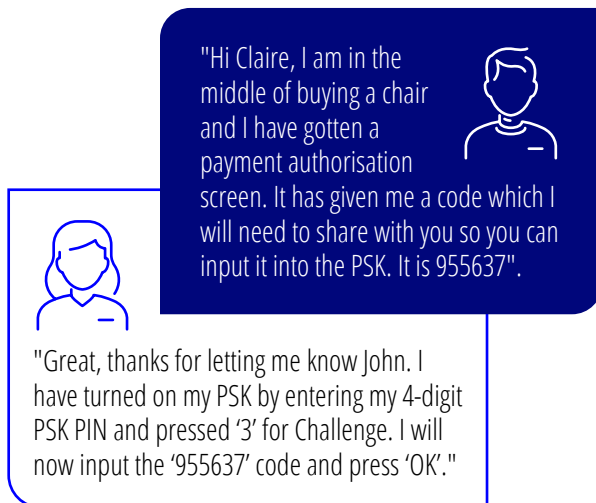 "Hi Claire, I am in the
middle of buying a chair
and I have gotten a
payment authorisation
screen. It has given me a code which I
will need to share with you so you can
input it into the PSK. It is 955637".
"Great, thanks for letting me know John. I
have turned on my PSK by entering my 4-digit
PSK PIN and pressed ‘3’ for Challenge. I will
now input the ‘955637’ code and press ‘OK’."